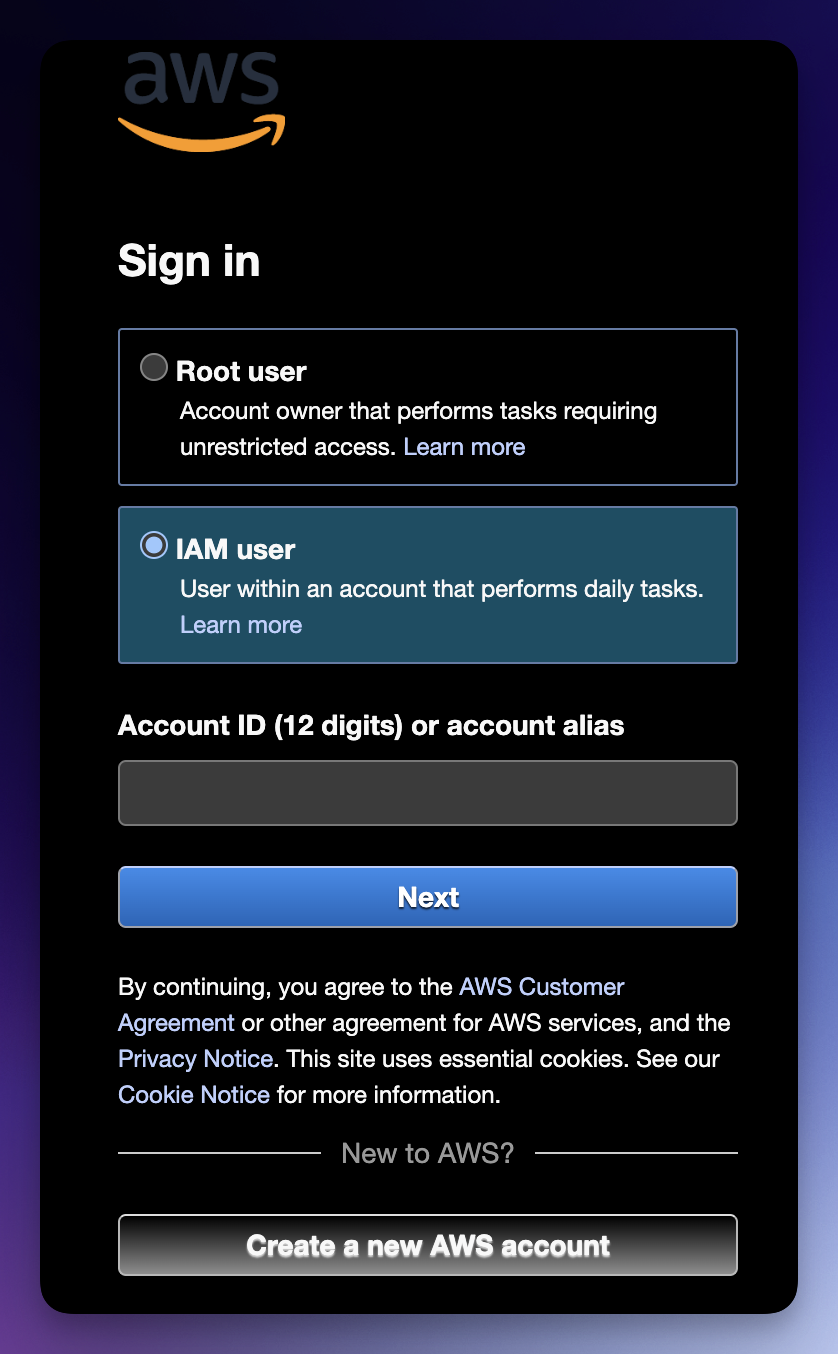 aws
Sign in
Root user
Account owner that performs tasks requiring
unrestricted access. Learn more
IAM user
User within an account that performs daily tasks.
Learn more
Account ID (12 digits) or account alias
Next
By continuing, you agree to the AWS Customer
Agreement or other agreement for AWS services, and the
Privacy Notice. This site uses essential cookies. See our
Cookie Notice for more information.
New to AWS?
Create a new AWS account